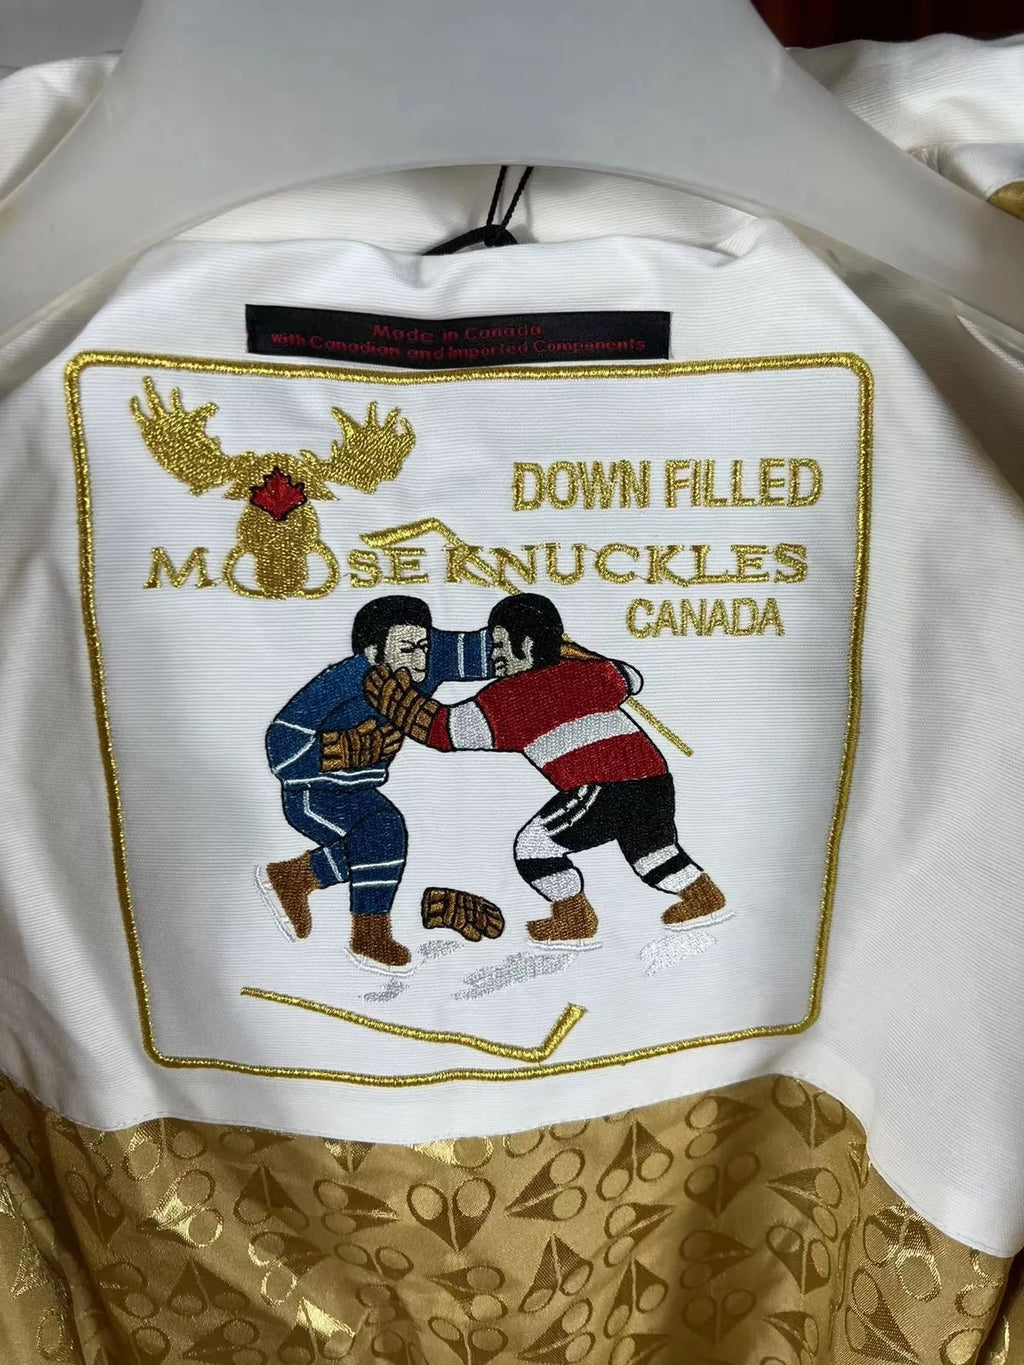 Made in Canada
With Canadian and Imported Components
DOWN FILLED
MOOSE KNUCKLES
CANADA